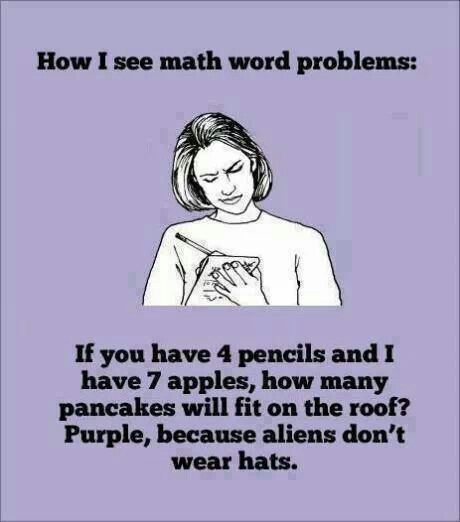 How I see math word problems:
If you have 4 pencils and I
have 7 apples, how many
pancakes will fit on the roof?
Purple, because aliens don't
wear hats.